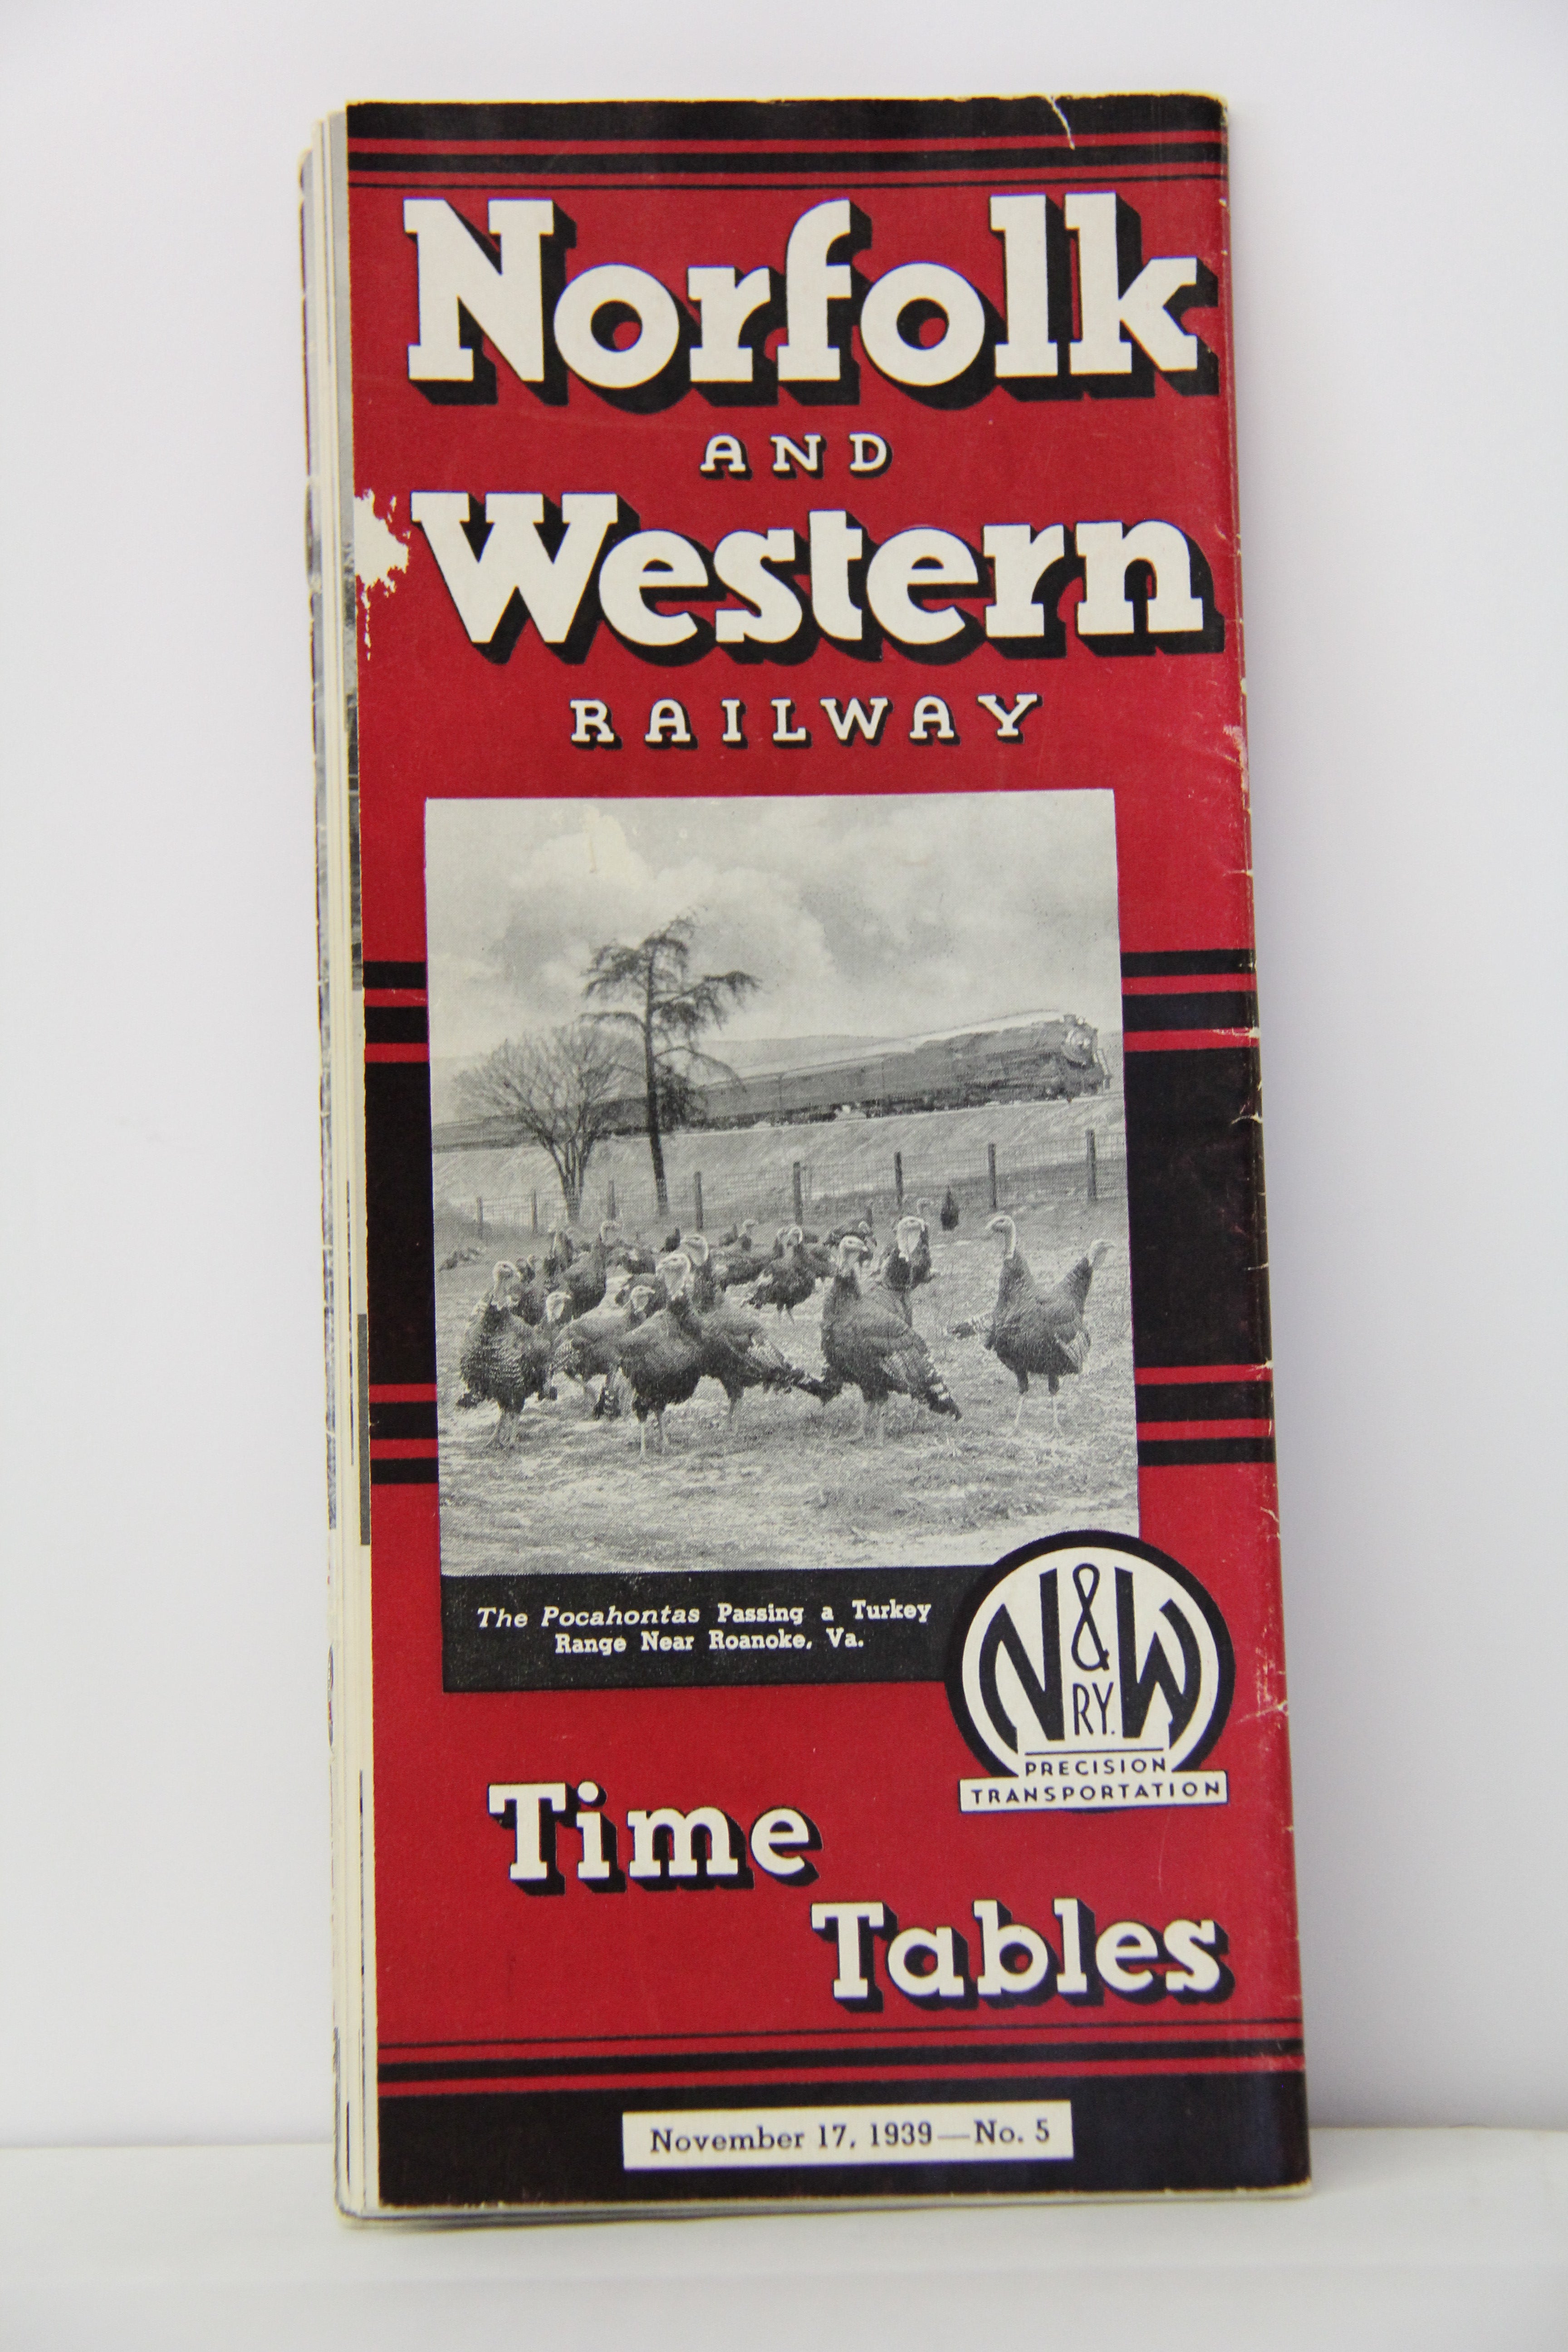 Norfolk
AND
Western
RAILWAY
The Pocahontas Passing a Turkey
Range Near Roanoke, Va.
N & W
RY.
PRECISION
TRANSPORTATION
Time
Tables
November 17, 1939—No. 5